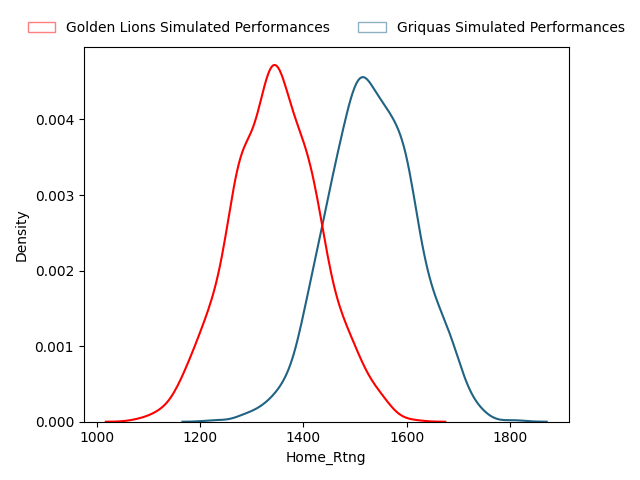 Golden Lions Simulated Performances Griquas Simulated Performances
0.004
0.003
0.002
0.001
0.000
Density
1000 1200 1400 1600 1800
Home_Rtng